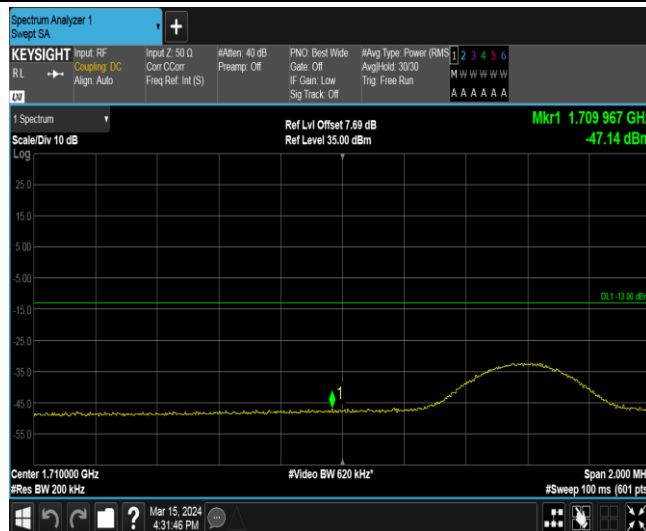 Spectrum Analyzer 1
Swept SA
KEYSIGHT
RL
LXI
Input: RF
Coupling: DC
Align: Auto
Input Z: 50 Ω
Corr CCorr
Freq Ref: Int (S)
#Atten: 40 dB
Preamp: Off
PNO: Best Wide
Gate: Off
IF Gain: Low
Sig Track: Off
#Avg Type: Power (RMS
Avg|Hold: 30/30
Trig: Free Run
1 2 3 4 5 6
M W W W W W
A A A A A A
1 Spectrum
Scale/Div 10 dB
Log
Ref Lvl Offset 7.69 dB
Ref Level 35.00 dBm
Mkr1 1.709 967 GHz
-47.14 dBm
25.0
15.0
5.00
-5.00
-15.0
-25.0
-35.0
-45.0
-55.0
DL1 -13.00 dBm
1
Center 1.710000 GHz
#Res BW 200 kHz
#Video BW 620 kHz*
Span 2.000 MH
#Sweep 100 ms (601 pts
?
Mar 15, 2024
4:31:46 PM